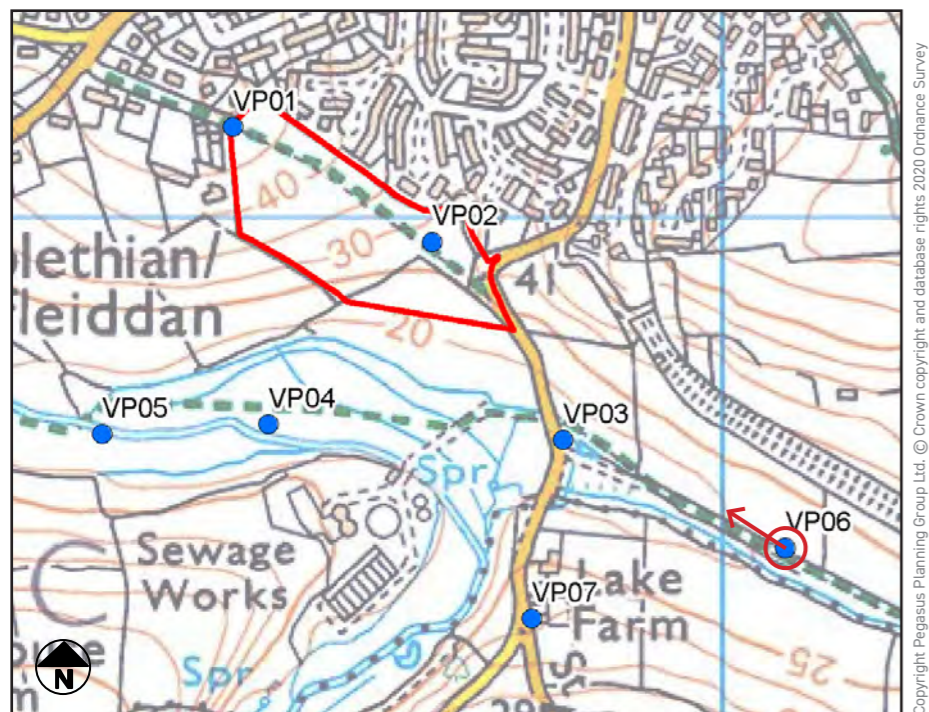 VP01
40
VP02
lethian/
fleiddan
30
41
20
VP05
VP04
VP03
Spr
VP06
Sewage
Works
C
VP07
Lake
Farm
Spr
25
N
m
Copyright Pegasus Planning Group Ltd. © Crown copyright and database rights 2020 Ordnance Survey